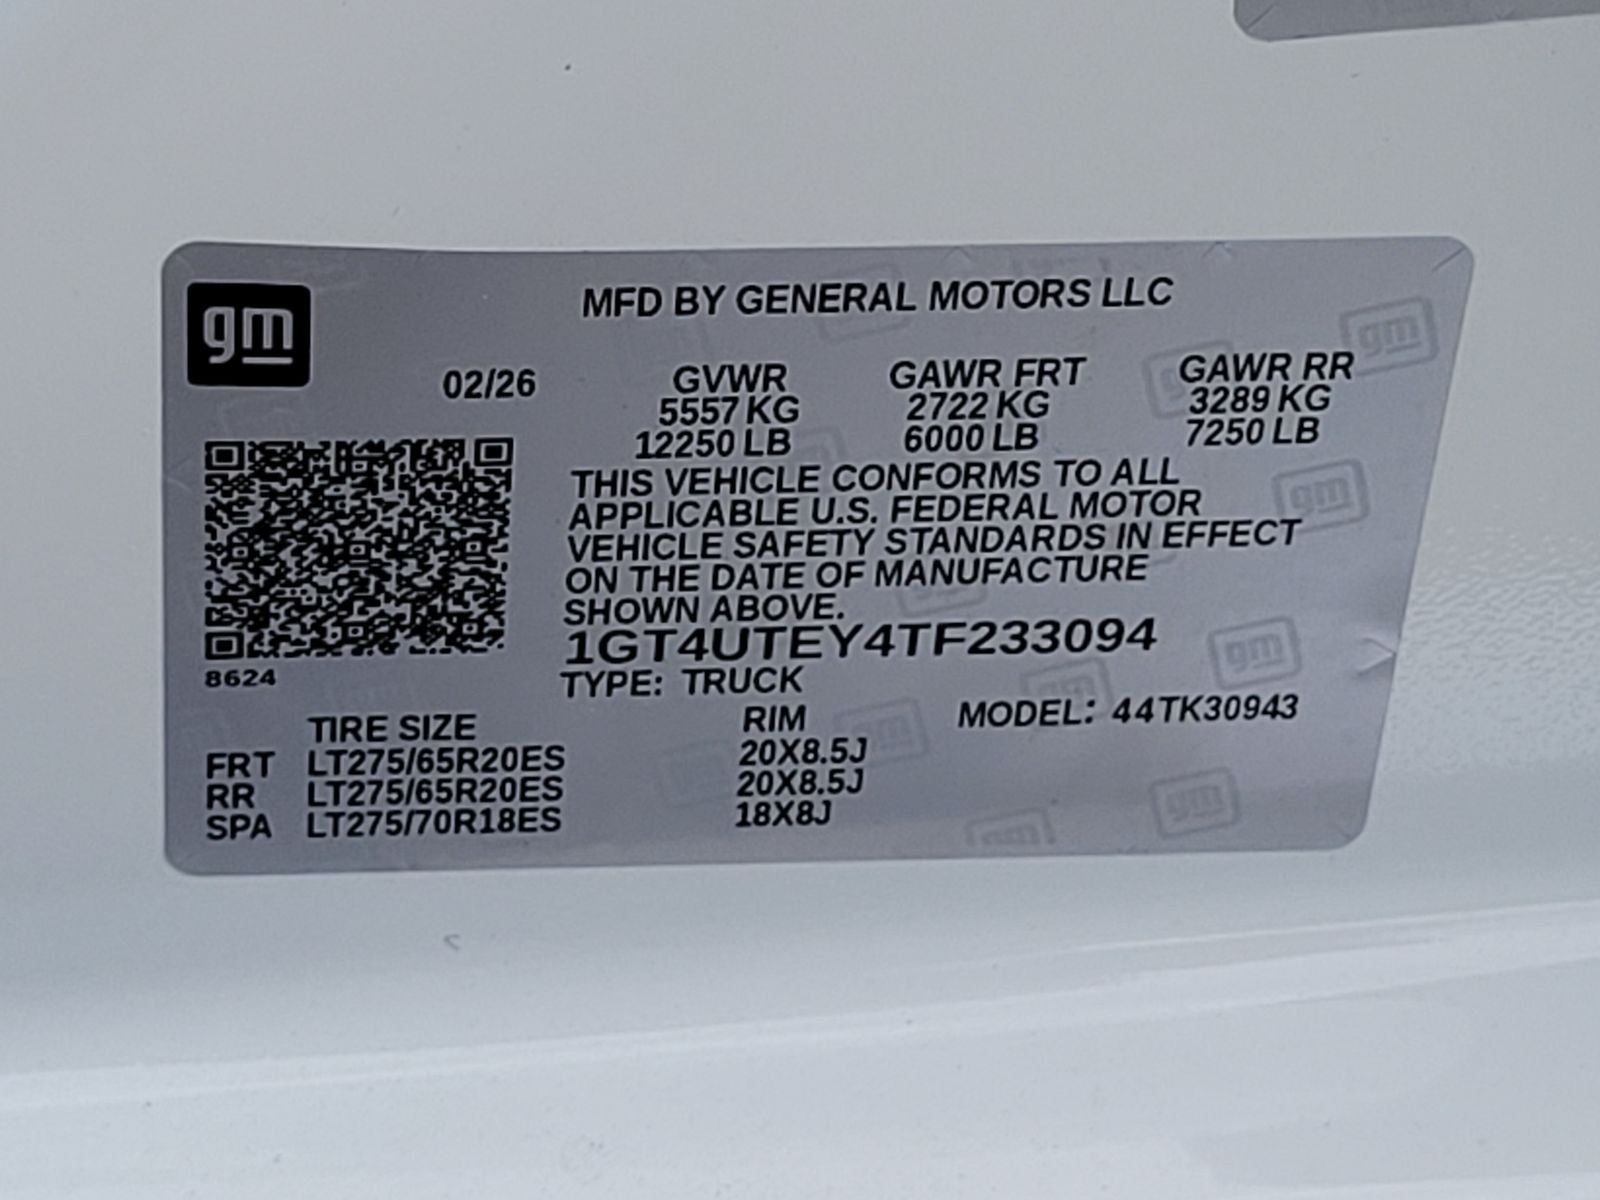 gm
MFD BY GENERAL MOTORS LLC
02/26 GVWR GAWR FRT GAWR RR
5557 KG 2722 KG 3289 KG
12250 LB 6000 LB 7250 LB
THIS VEHICLE CONFORMS TO ALL
APPLICABLE U.S. FEDERAL MOTOR
VEHICLE SAFETY STANDARDS IN EFFECT
ON THE DATE OF MANUFACTURE
SHOWN ABOVE.
1GT4UTEY4TF233094
8624
TYPE: TRUCK
TIRE SIZE RIM MODEL: 44TK30943
FRT LT275/65R20ES 20X8.5J
RR LT275/65R20ES 20X8.5J
SPA LT275/70R18ES 18X8J